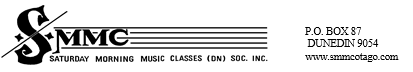 SMMC
SATURDAY MORNING MUSIC CLASSES (DN) SOC. INC.
P.O. BOX 87
DUNEDIN 9054
www.smmcotago.com